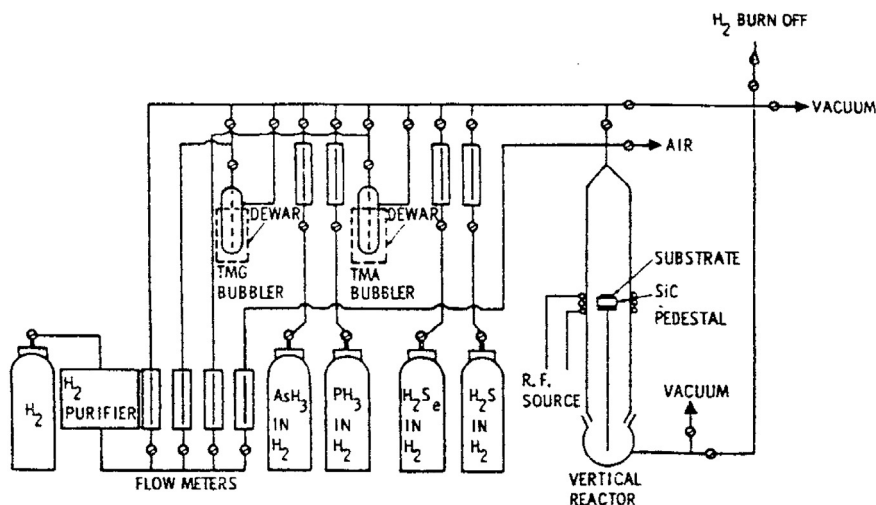 H2 BURN OFF
VACUUM
AIR
DEWAR
DEWAR
TMG
BUBBLER
TMA
BUBBLER
SUBSTRATE
SiC
PEDESTAL
R.F.
SOURCE
H2
H2
PURIFIER
AsH3
IN
H2
PH3
IN
H2
H2Se
IN
H2
H2S
IN
H2
VACUUM
FLOW METERS
VERTICAL
REACTOR